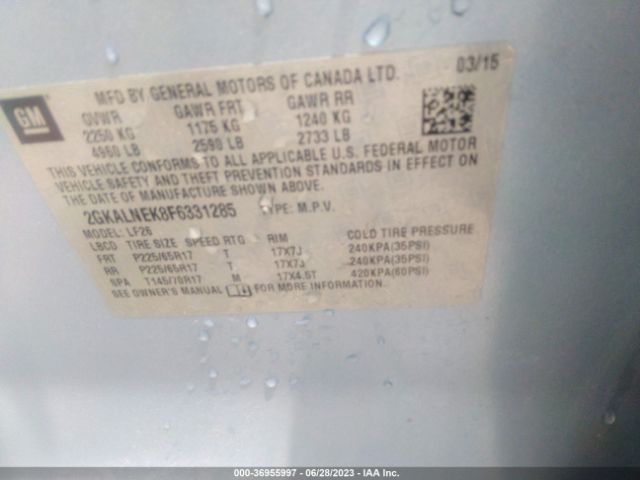 GM
MFD BY GENERAL MOTORS OF CANADA LTD. 03/15
GVWR GAWR FRT GAWR RR
2250 KG 1175 KG 1240 KG
4960 LB 2590 LB 2733 LB
THIS VEHICLE CONFORMS TO ALL APPLICABLE U.S. FEDERAL MOTOR
VEHICLE SAFETY AND THEFT PREVENTION STANDARDS IN EFFECT ON
THE DATE OF MANUFACTURE SHOWN ABOVE.
2GKALNEK8F6331285 TYPE: M.P.V.
MODEL: LF26
LBCD TIRE SIZE SPEED RTG RIM COLD TIRE PRESSURE
FRT P225/65R17 T 17X7J 240KPA(35PSI)
RR P225/65R17 T 17X7J 240KPA(35PSI)
SPA T145/70R17 M 17X4.5T 420KPA(60PSI)
SEE OWNER'S MANUAL FOR MORE INFORMATION.
000-36955997 - 06/28/2023 - IAA Inc.